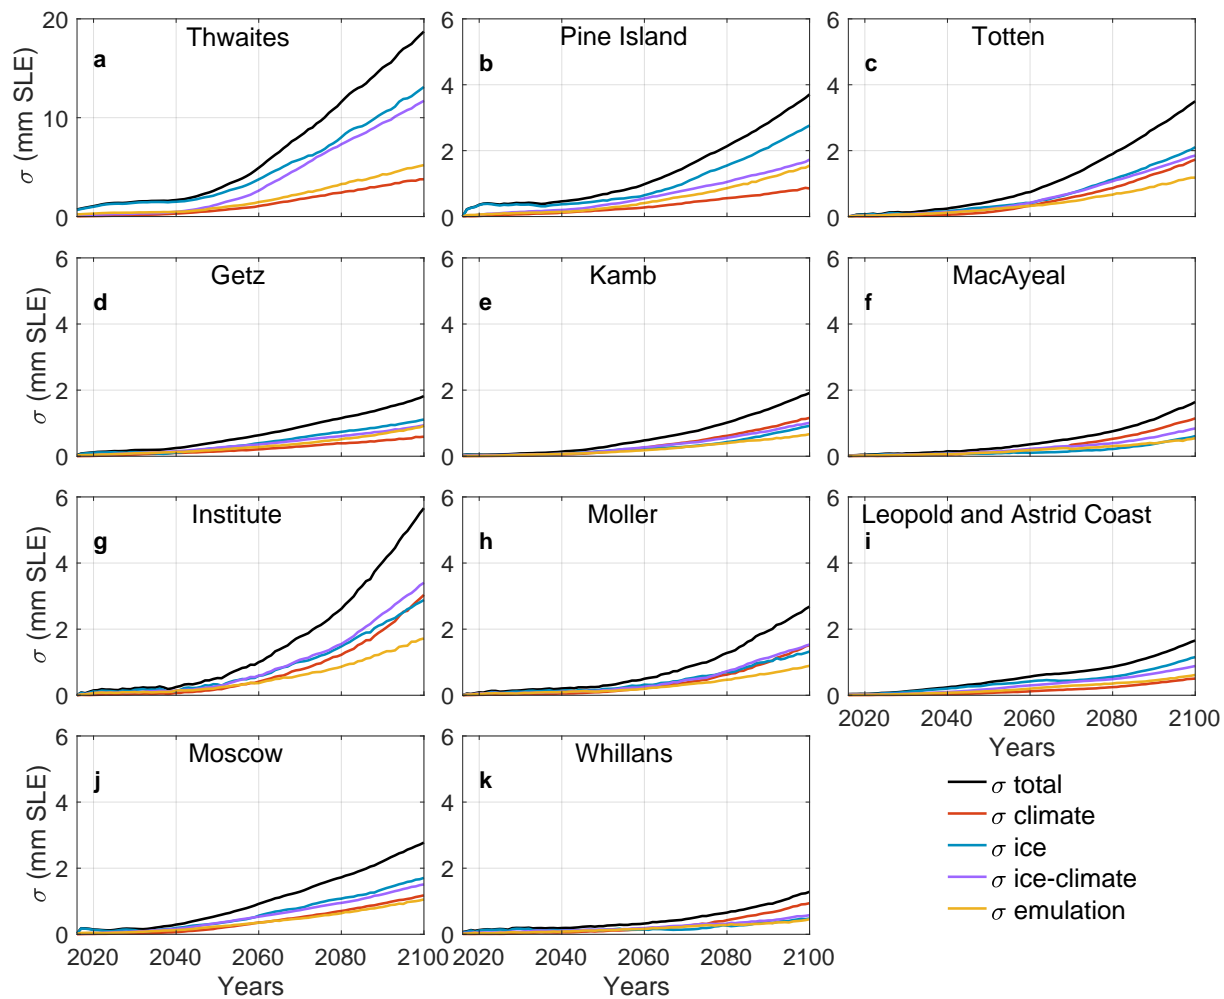 Thwaites
a
20
10
0
σ (mm SLE)
Pine Island
b
6
4
2
0
Totten
c
6
4
2
0
Getz
d
6
4
2
0
σ (mm SLE)
Kamb
e
6
4
2
0
MacAyeal
f
6
4
2
0
Institute
g
6
4
2
0
σ (mm SLE)
Moller
h
6
4
2
0
Leopold and Astrid Coast
i
6
4
2
0
2020 2040 2060 2080 2100
Years
Moscow
j
6
4
2
0
σ (mm SLE)
2020 2040 2060 2080 2100
Years
Whillans
k
6
4
2
0
2020 2040 2060 2080 2100
Years
σ total
σ climate
σ ice
σ ice-climate
σ emulation